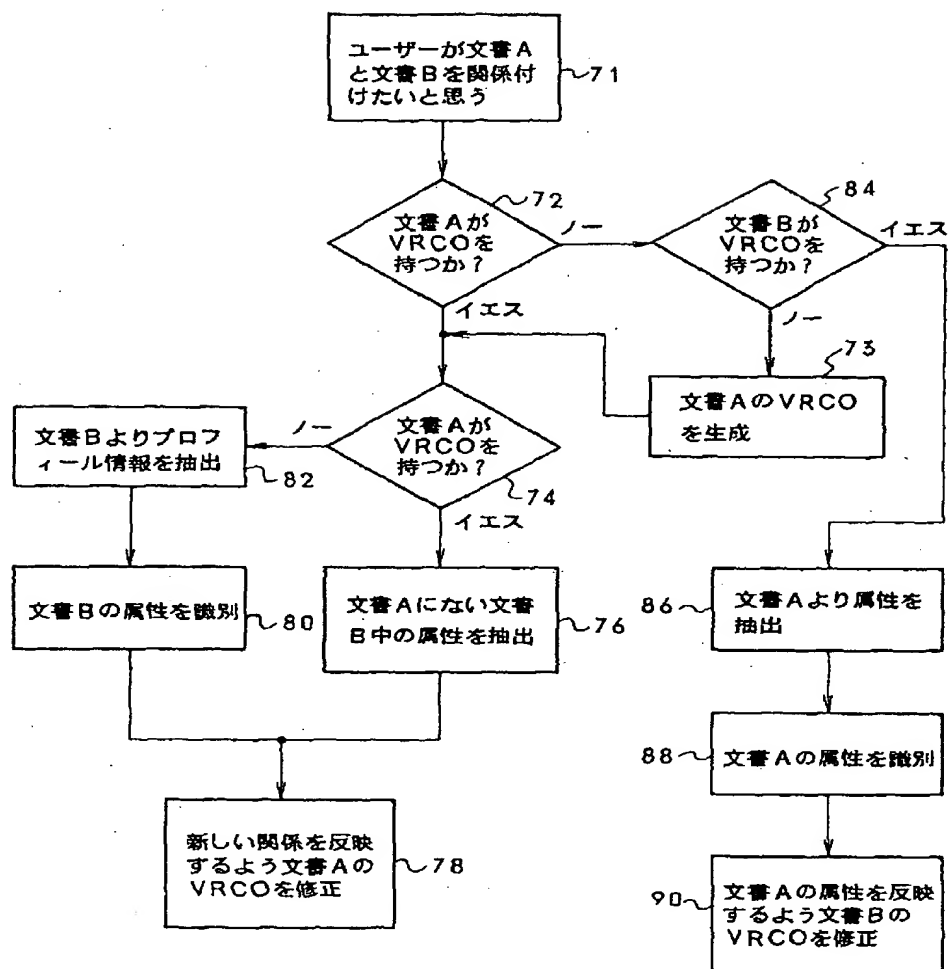 ユーザーが文書A
と文書Bを関係付
けたいと思う
71
72
文書Aが
VRCOを
持つか?
ノー
イエス
84
文書Bが
VRCOを
持つか?
イエス
ノー
73
文書AのVRCO
を生成
文書Aが
VRCOを
持つか?
74
ノー
イエス
文書Bよりプロフ
ィール情報を抽出
82
文書Bの属性を識別
80
文書Aにない文書
B中の属性を抽出
76
新しい関係を反映
するよう文書Aの
VRCOを修正
78
86
文書Aより属性を
抽出
88
文書Aの属性を識別
90
文書Aの属性を反映
するよう文書Bの
VRCOを修正